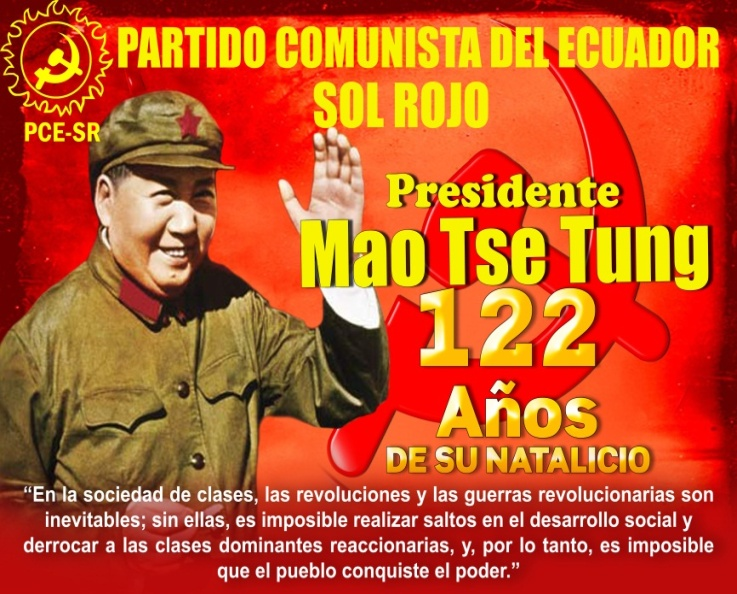 PARTIDO COMUNISTA DEL ECUADOR
SOL ROJO
PCE-SR
Presidente
Mao Tse Tung
122
Años
DE SU NATALICIO
“En la sociedad de clases, las revoluciones y las guerras revolucionarias son
inevitables; sin ellas, es imposible realizar saltos en el desarrollo social y
derrocar a las clases dominantes reaccionarias, y, por lo tanto, es imposible
que el pueblo conquiste el poder.”